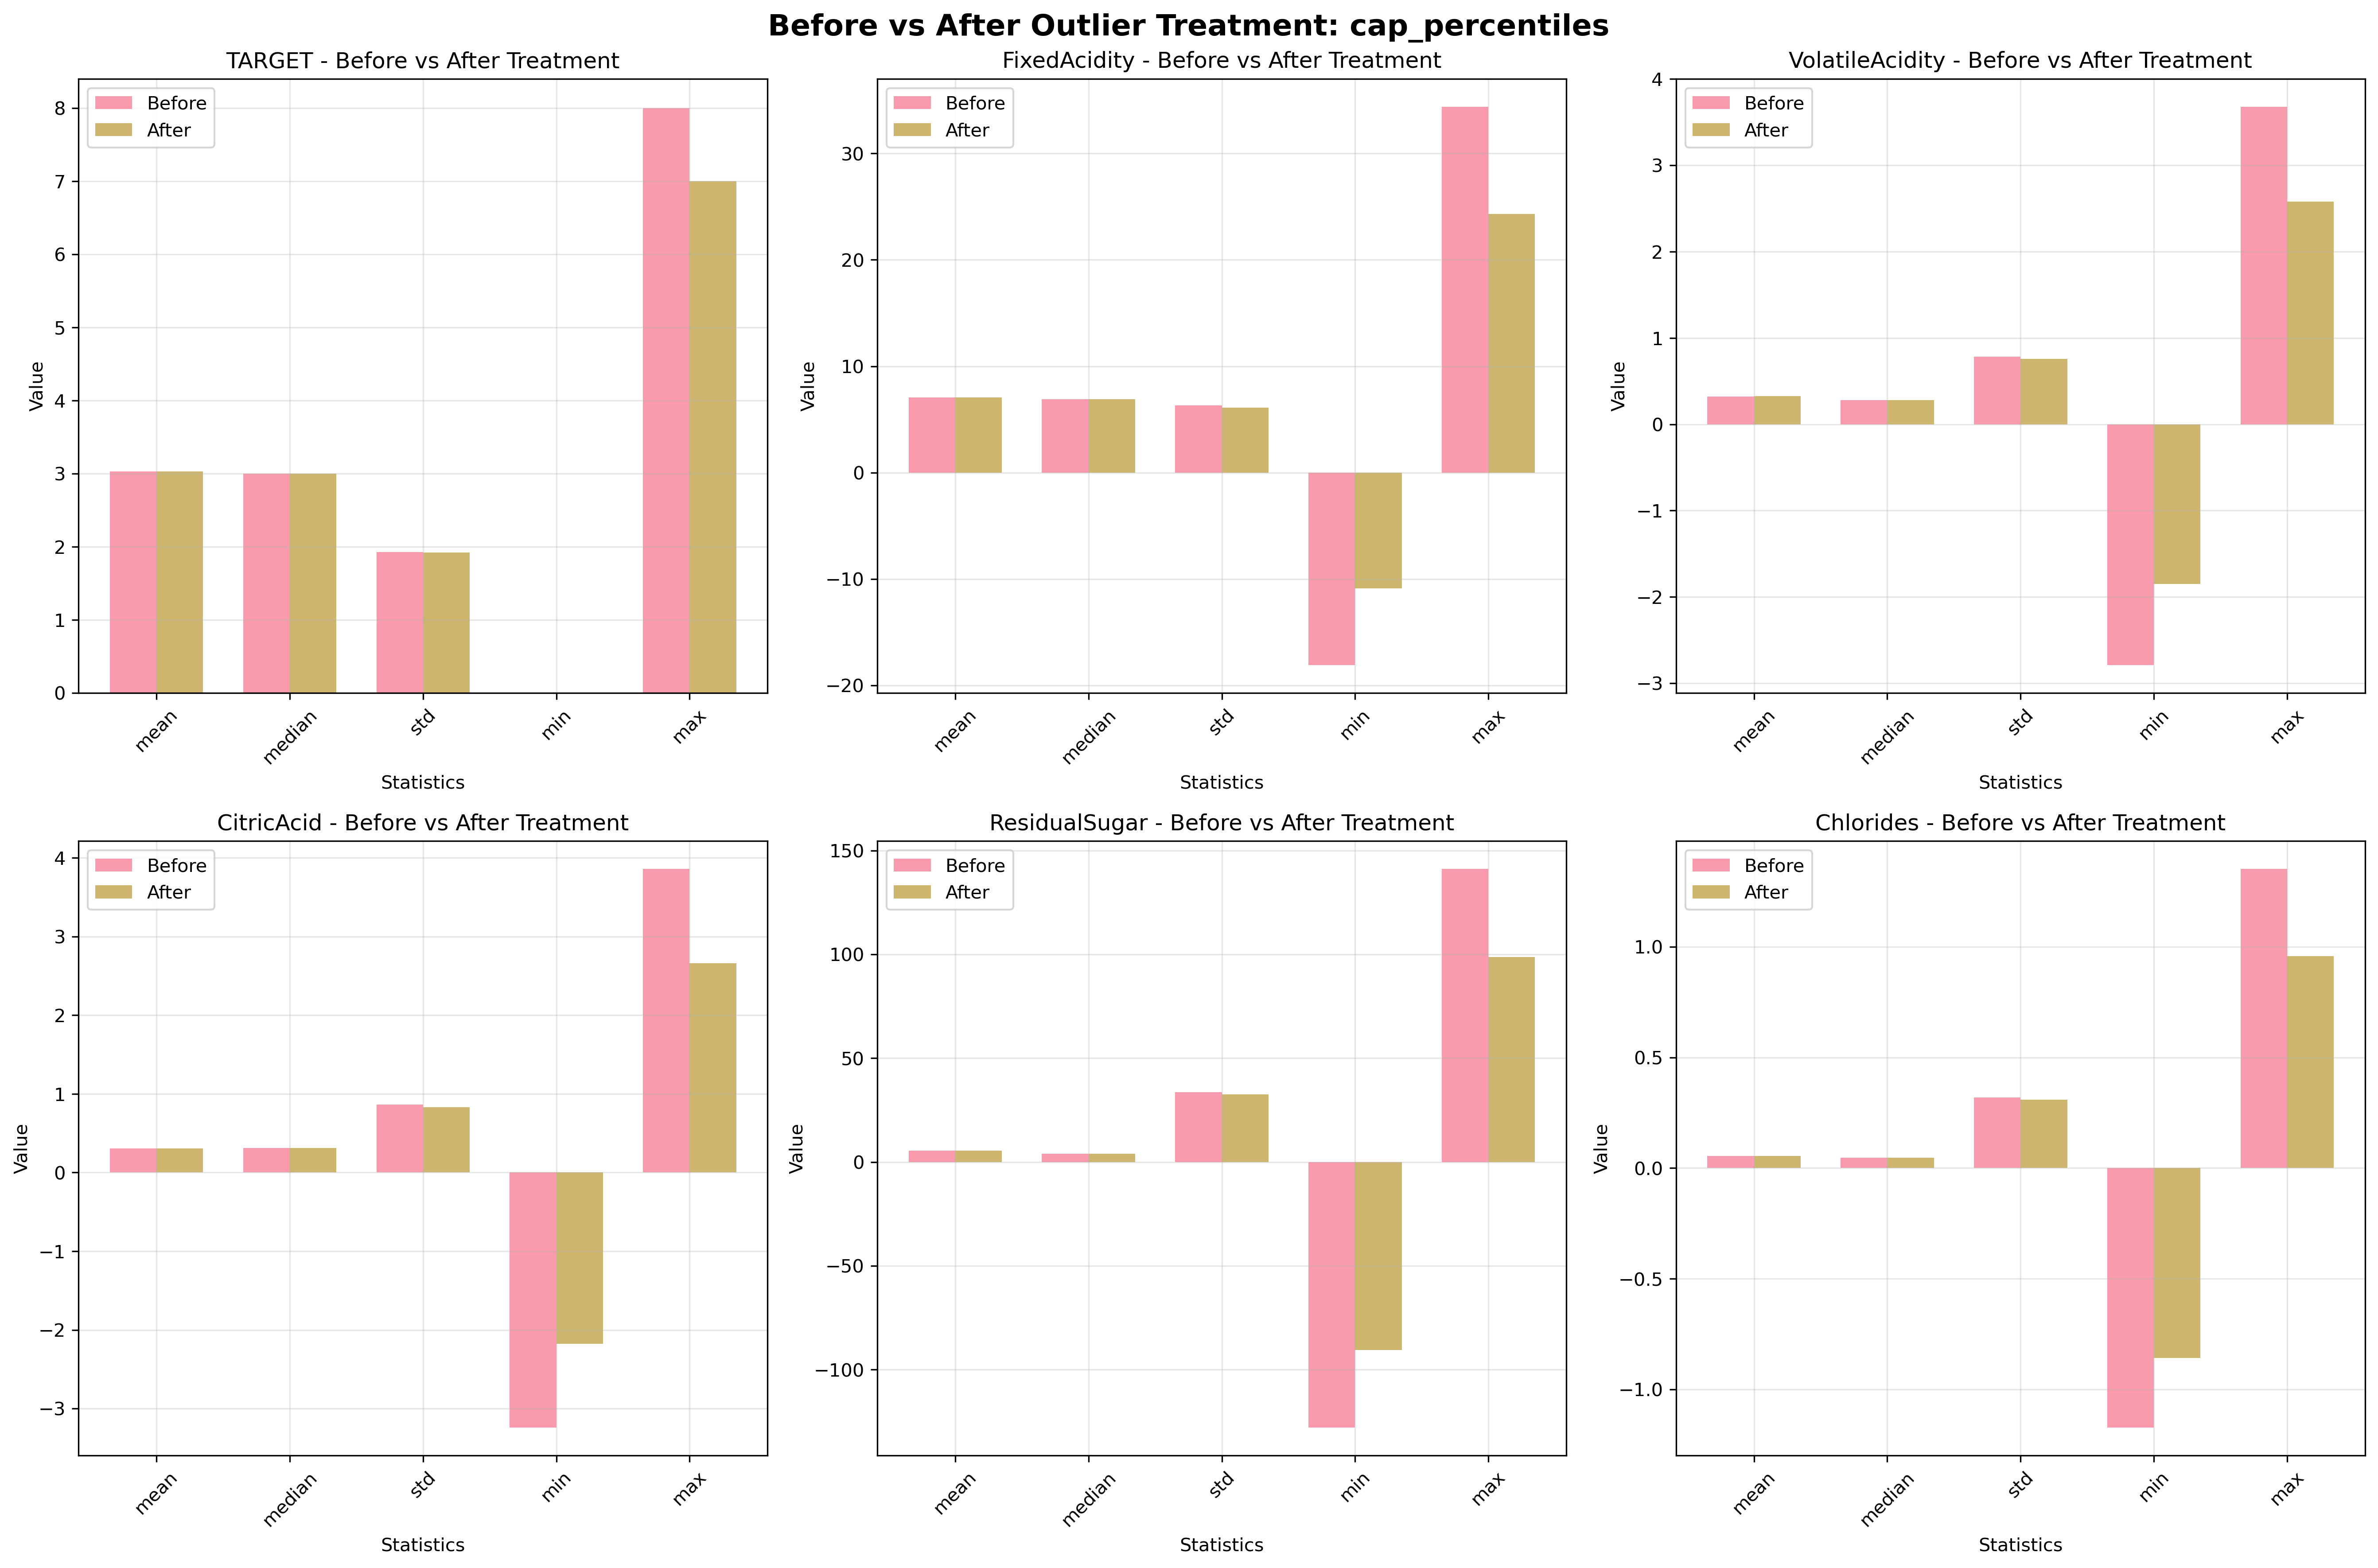 Before vs After Outlier Treatment: cap_percentiles
TARGET - Before vs After Treatment
Before
After
8
7
6
5
4
3
2
1
0
Value
mean
median
std
min
max
Statistics
FixedAcidity - Before vs After Treatment
Before
After
30
20
10
0
−10
−20
Value
mean
median
std
min
max
Statistics
VolatileAcidity - Before vs After Treatment
Before
After
4
3
2
1
0
−1
−2
−3
Value
mean
median
std
min
max
Statistics
CitricAcid - Before vs After Treatment
Before
After
4
3
2
1
0
−1
−2
−3
Value
mean
median
std
min
max
Statistics
ResidualSugar - Before vs After Treatment
Before
After
150
100
50
0
−50
−100
Value
mean
median
std
min
max
Statistics
Chlorides - Before vs After Treatment
Before
After
1.0
0.5
0.0
−0.5
−1.0
Value
mean
median
std
min
max
Statistics